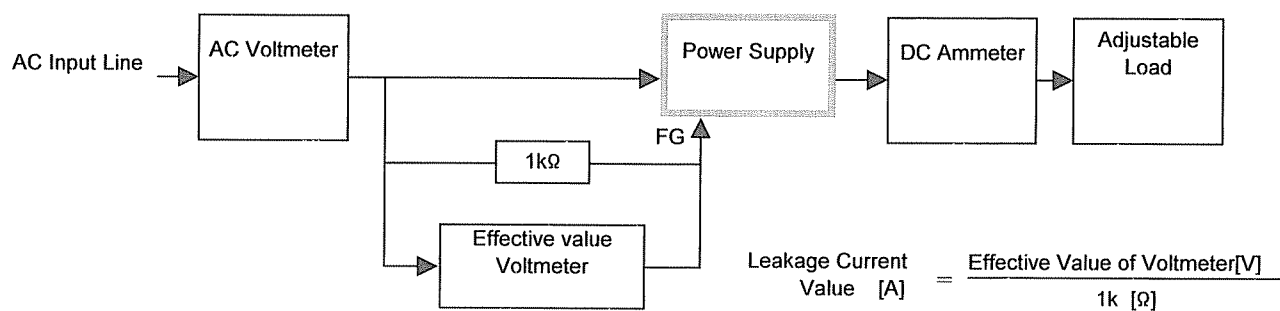 AC Input Line
AC Voltmeter
Power Supply
DC Ammeter
Adjustable
Load
FG
1kΩ
Effective value
Voltmeter
Leakage Current
Value [A]
= Effective Value of Voltmeter[V]
1k [Ω]